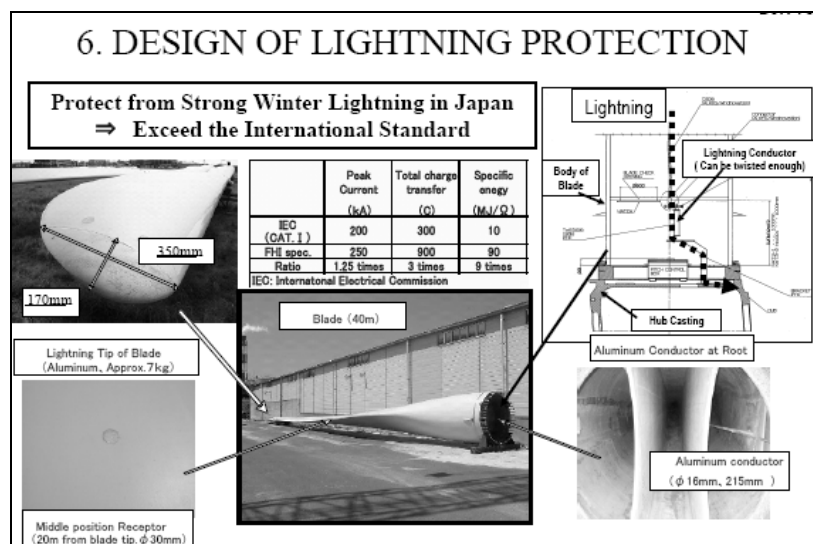 6. DESIGN OF LIGHTNING PROTECTION
Protect from Strong Winter Lightning in Japan
⇒ Exceed the International Standard
350mm
170mm
Peak Current (kA) Total charge transfer (C) Specific onegy (MJ/Ω)
IEC (CAT. I) 200 300 10
FHI spec. 250 900 90
Ratio 1.25 times 3 times 9 times
IEC: Internatonal Electrical Commission
Lightning
Lightning Conductor
( Can be twisted enough)
Body of
Blade
Hub Casting
Blade (40m)
Lightning Tip of Blade
(Aluminum、Approx.7kg)
Aluminum Conductor at Root
Aluminum conductor
(φ16mm、215mm )
Middle position Receptor
(20m from blade tip、φ30mm)